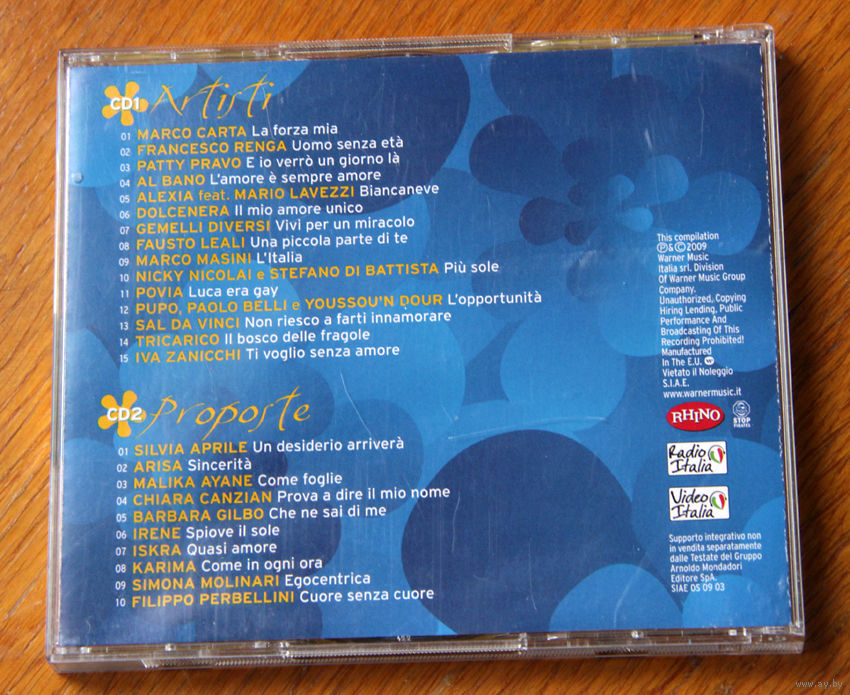 CD1 Artisti
01 MARCO CARTA La forza mia
02 FRANCESCO RENGA Uomo senza età
03 PATTY PRAVO E io verrò un giorno là
04 AL BANO L'amore è sempre amore
05 ALEXIA feat. MARIO LAVEZZI Biancaneve
06 DOLCENERA Il mio amore unico
07 GEMELLI DIVERSI Vivi per un miracolo
08 FAUSTO LEALI Una piccola parte di te
09 MARCO MASINI L'Italia
10 NICKY NICOLAI e STEFANO DI BATTISTA Più sole
11 POVIA Luca era gay
12 PUPO, PAOLO BELLI e YOUSSOU'N DOUR L'opportunità
13 SAL DA VINCI Non riesco a farti innamorare
14 TRICARICO Il bosco delle fragole
15 IVA ZANICCHI Ti voglio senza amore
CD2 Proposte
01 SILVIA APRILE Un desiderio arriverà
02 ARISA Sincerità
03 MALIKA AYANE Come foglie
04 CHIARA CANZIAN Prova a dire il mio nome
05 BARBARA GILBO Che ne sai di me
06 IRENE Spiove il sole
07 ISKRA Quasi amore
08 KARIMA Come in ogni ora
09 SIMONA MOLINARI Egocentrica
10 FILIPPO PERBELLINI Cuore senza cuore
This compilation
Ⓟ&©2009
Warner Music
Italia srl. Division
Of Warner Music Group
Company.
Unauthorized, Copying
Hiring Lending, Public
Performance And
Broadcasting Of This
Recording Prohibited!
Manufactured
In The E.U.
Vietato il Noleggio
S.I.A.E.
www.warnermusic.it
RHINO
STOP
PIRATES
Radio
Italia
Video
Italia
Supporto integrativo non
in vendita separatamente
dalle Testate del Gruppo
Arnoldo Mondadori
Editore SpA.
SIAE OS 09 03
www.ay.by